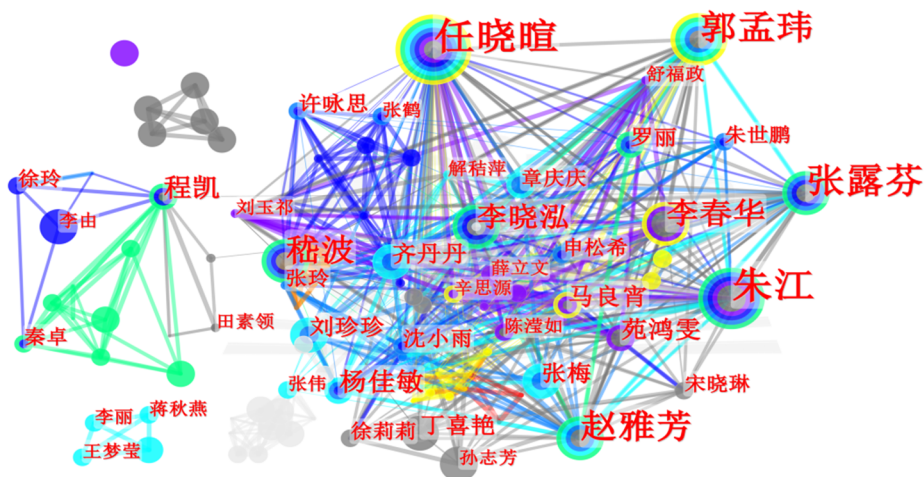 任晓暄
郭孟玮
舒福政
许咏思
张鹤
罗丽
朱世鹏
解秸萍
章庆庆
徐玲
程凯
张露芬
刘玉祁
李由
李晓泓
李春华
嵇波
齐丹丹
申松希
张玲
薛立文
辛思源
马良宵
朱江
田素领
秦卓
刘珍珍
沈小雨
陈滢如
苑鸿雯
张伟
杨佳敏
张梅
宋晓琳
李丽
蒋秋燕
徐莉莉
丁喜艳
赵雅芳
王梦莹
孙志芳